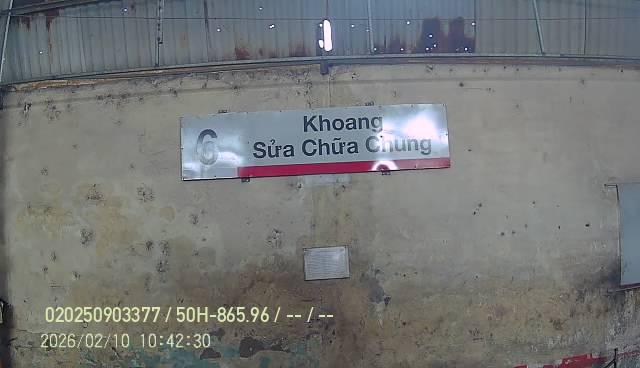 6
Khoang
Sửa Chữa Chung
020250903377 / 50H-865.96 / -- / --
2026/02/10 10:42:30